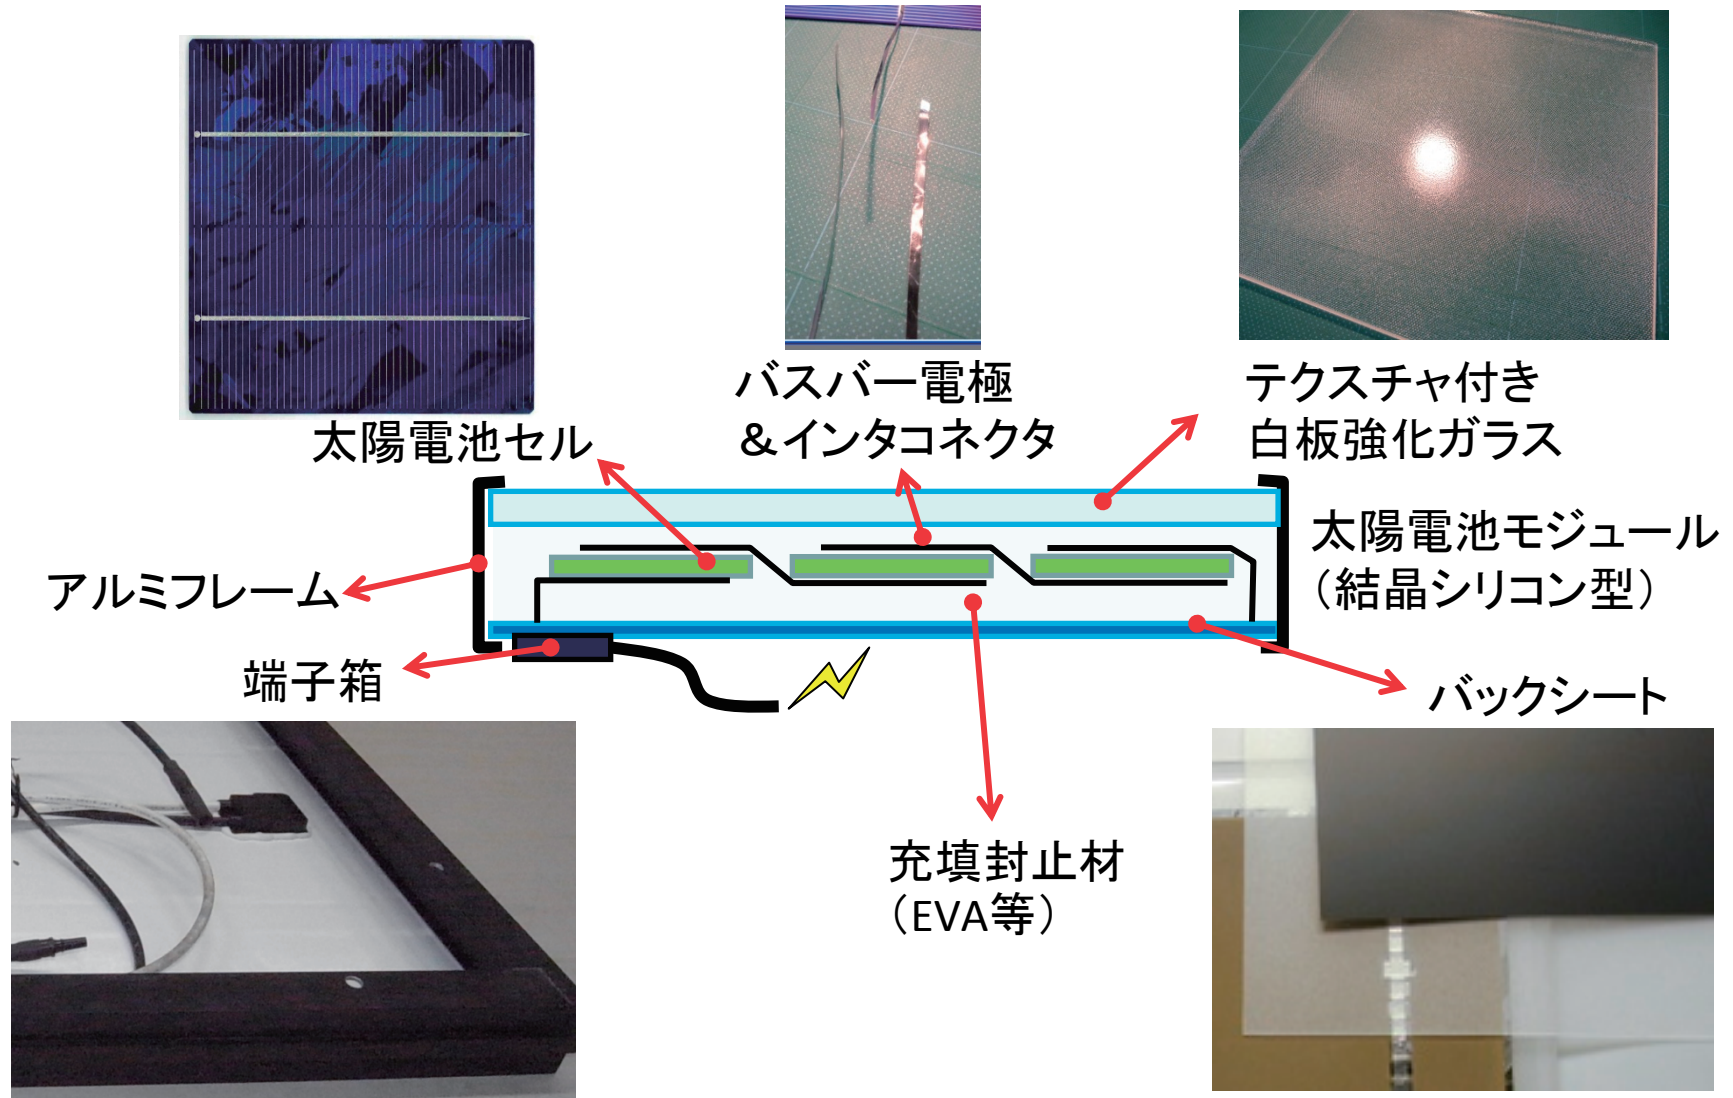 バスバー電極
＆インタコネクタ
テクスチャ付き
白板強化ガラス
太陽電池セル
太陽電池モジュール
（結晶シリコン型）
アルミフレーム
端子箱
バックシート
充填封止材
（EVA等）